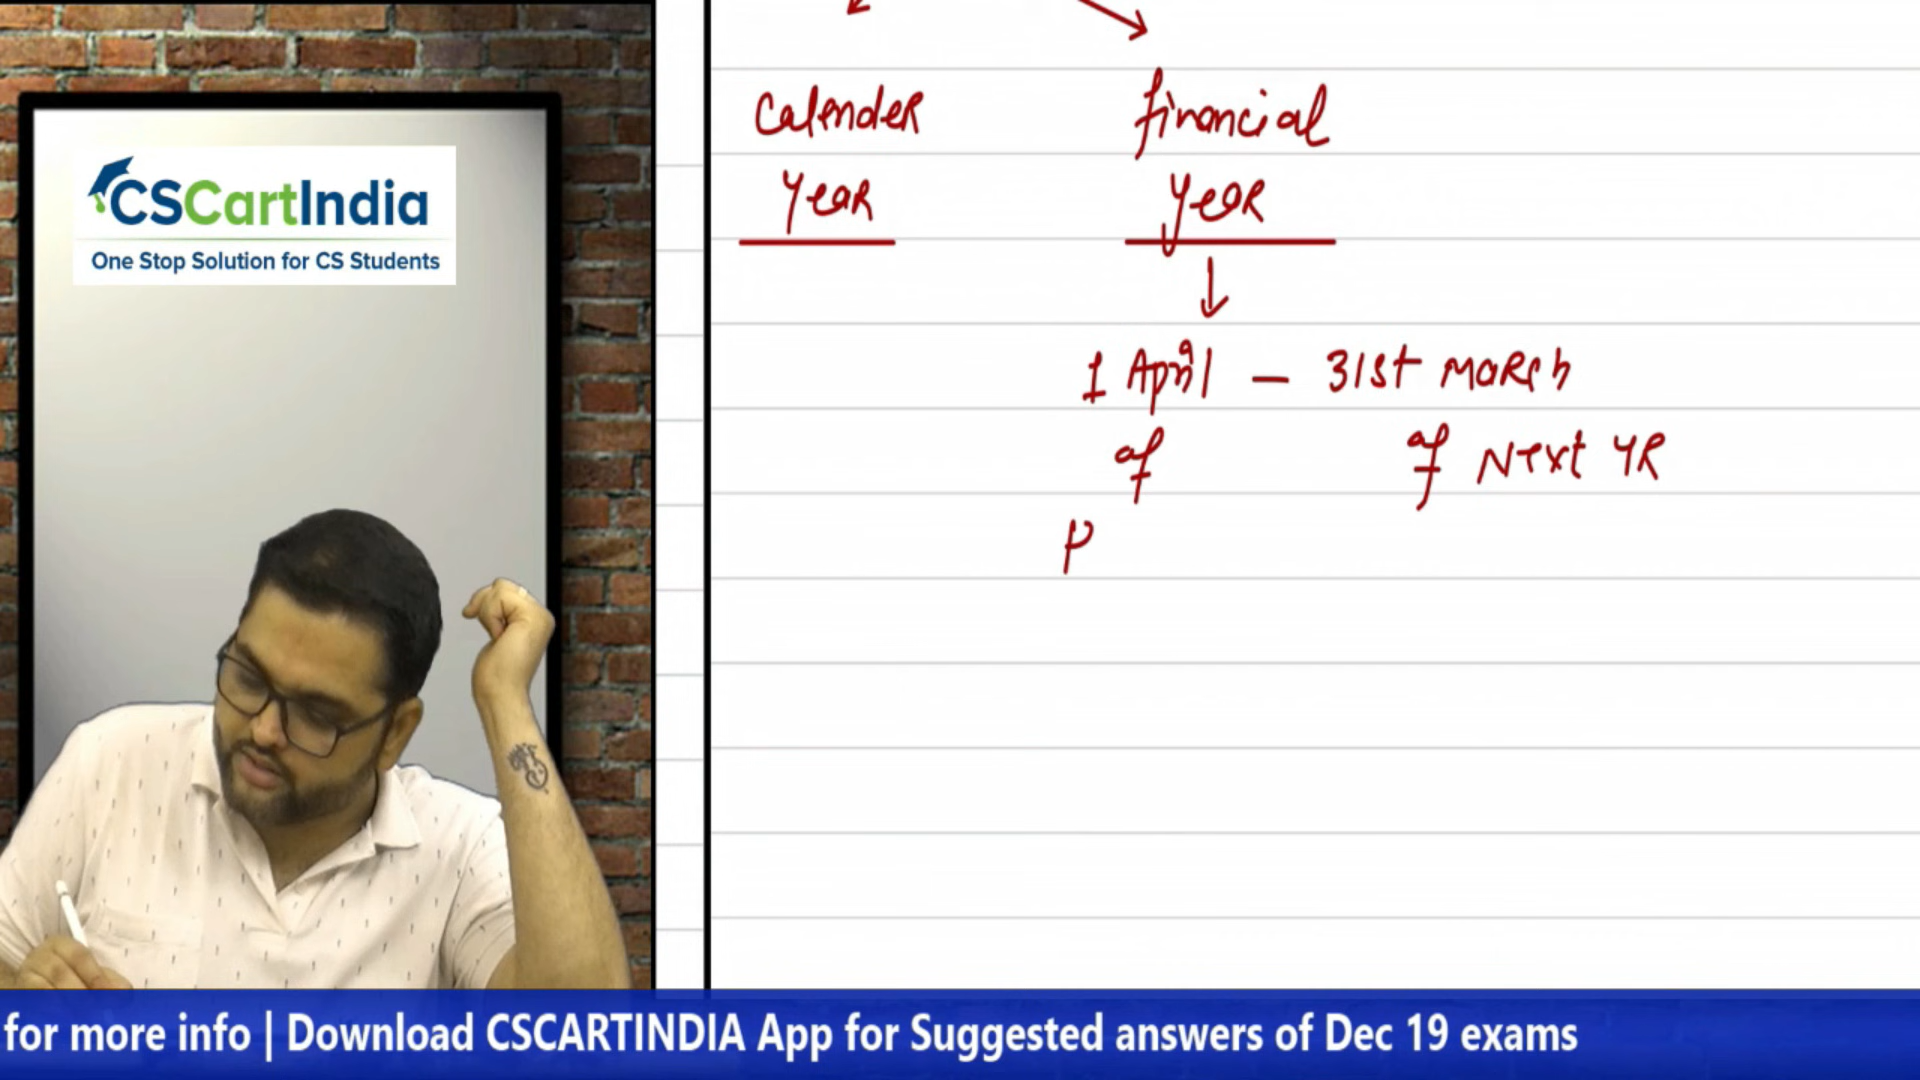 CSCartIndia
One Stop Solution for CS Students
Calender
Year
financial
year
1 April – 31st March
of
of Next YR
P
for more info | Download CSCARTINDIA App for Suggested answers of Dec 19 exams